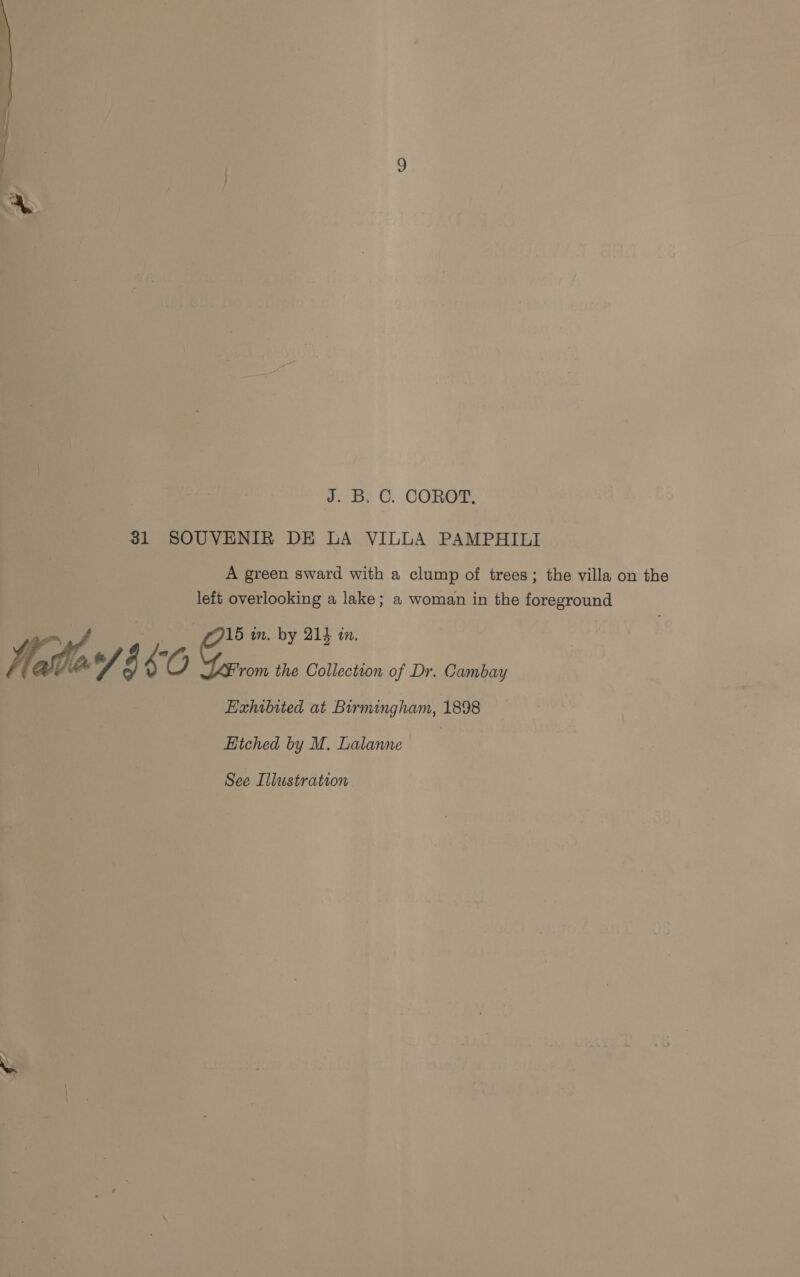 9
J. B. C. COROT.
31 SOUVENIR DE LA VILLA PAMPHILI
A green sward with a clump of trees; the villa on the
left overlooking a lake; a woman in the foreground
15 in. by 21½ in.
From the Collection of Dr. Cambay
Exhibited at Birmingham, 1898
Etched by M. Lalanne
See Illustration